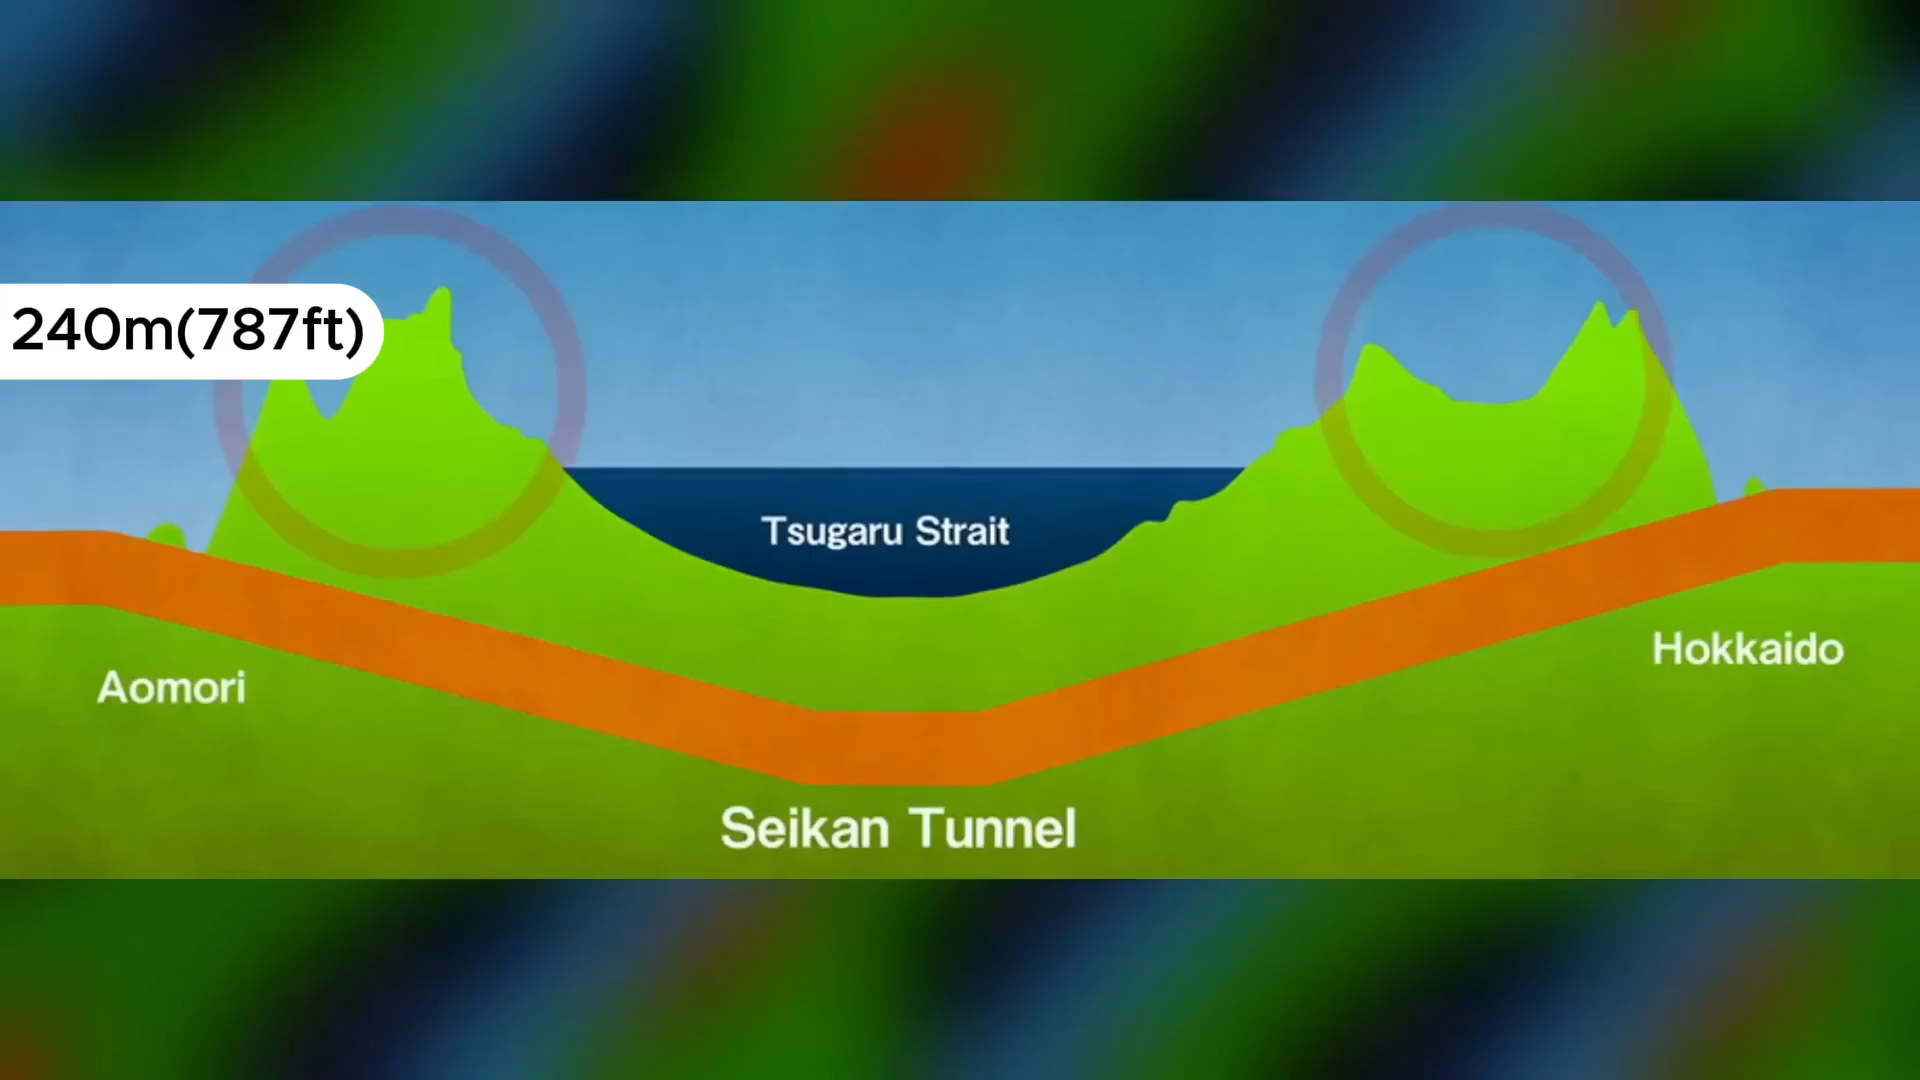 240m(787ft)
Tsugaru Strait
Hokkaido
Aomori
Seikan Tunnel